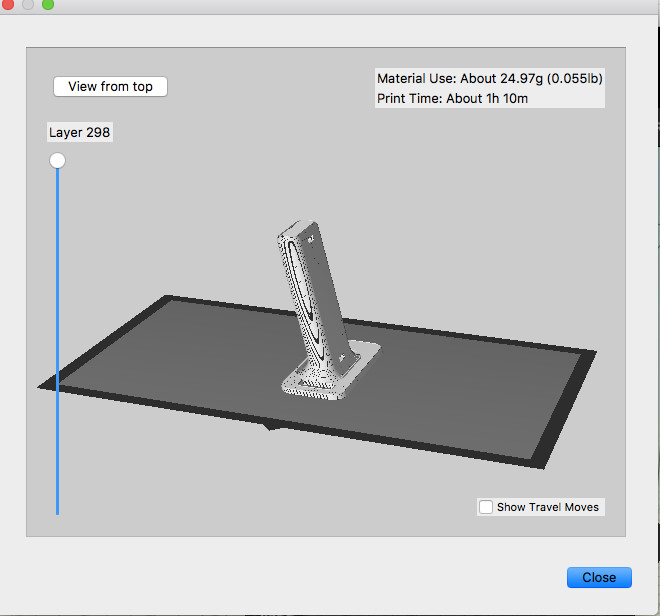 View from top
Material Use: About 24.97g (0.055lb)
Print Time: About 1h 10m
Layer 298
Show Travel Moves
Close